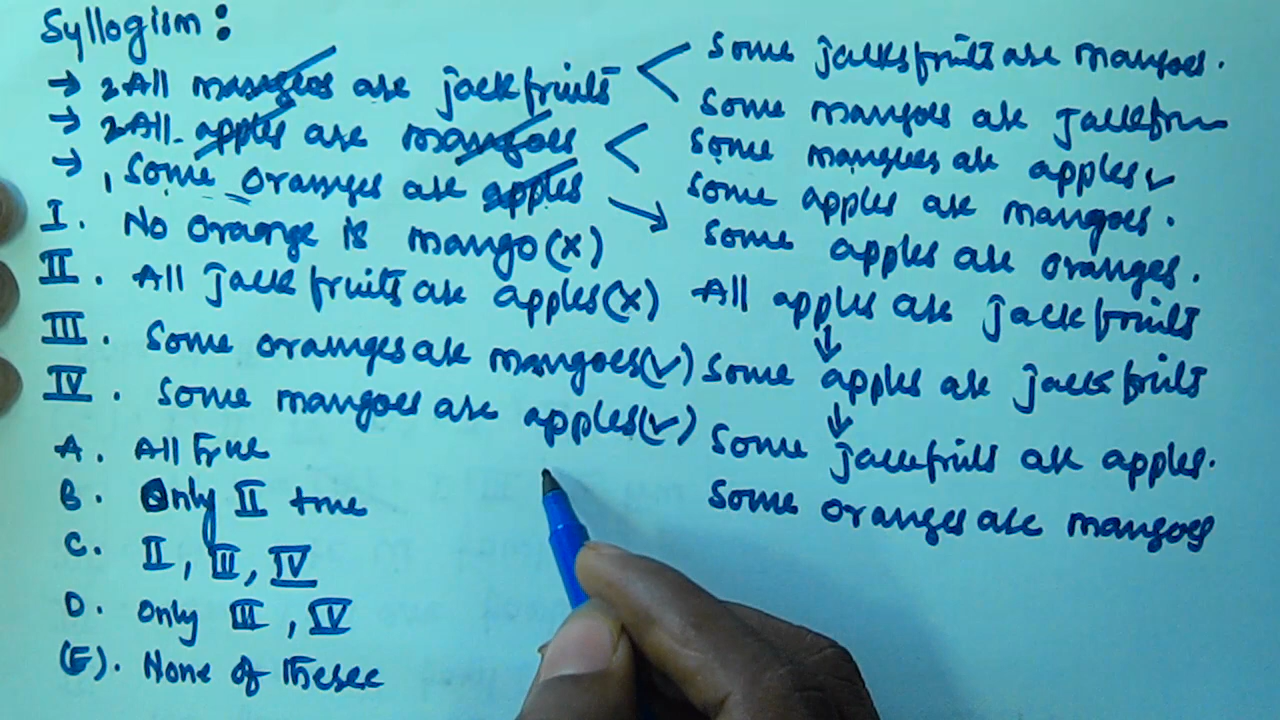 Syllogism:
→ 2 All mangoes are jackfruits
→ 2 All apples are mangoes
→ 1 Some oranges are apples
I. No orange is mango (x)
II. All jackfruits are apples (x)
III. Some oranges are mangoes (✓)
IV. Some mangoes are apples (✓)
A. All true
B. Only II true
C. II, III, IV
D. Only III, IV
(E). None of these
Some jackfruits are mangoes.
Some mangoes are jackfru
Some mangoes are apples ✓
Some apples are mangoes.
Some apples are oranges.
All apples are jackfruits
↓
Some apples are jackfruits
↓
Some jackfruits are apples.
Some oranges are mangoes